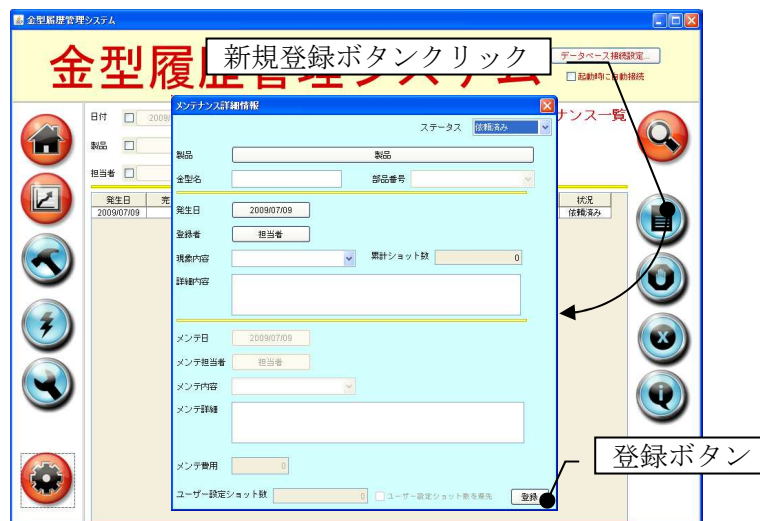 金型履歴管理システム
金型履歴管理システム
新規登録ボタンクリック
データベース接続設定...
起動時に自動接続
日付
2009/
製品
担当者
ナンス一覧
発生日 完
状況
2009/07/09
依頼済み
メンテナンス詳細情報
ステータス 依頼済み
製品 製品
金型名 部品番号
発生日 2009/07/09
登録者 担当者
現象内容 累計ショット数 0
詳細内容
メンテ日 2009/07/09
メンテ担当者 担当者
メンテ内容
メンテ詳細
メンテ費用 0
ユーザー設定ショット数 0 ユーザー設定ショット数を優先 登録
登録ボタン